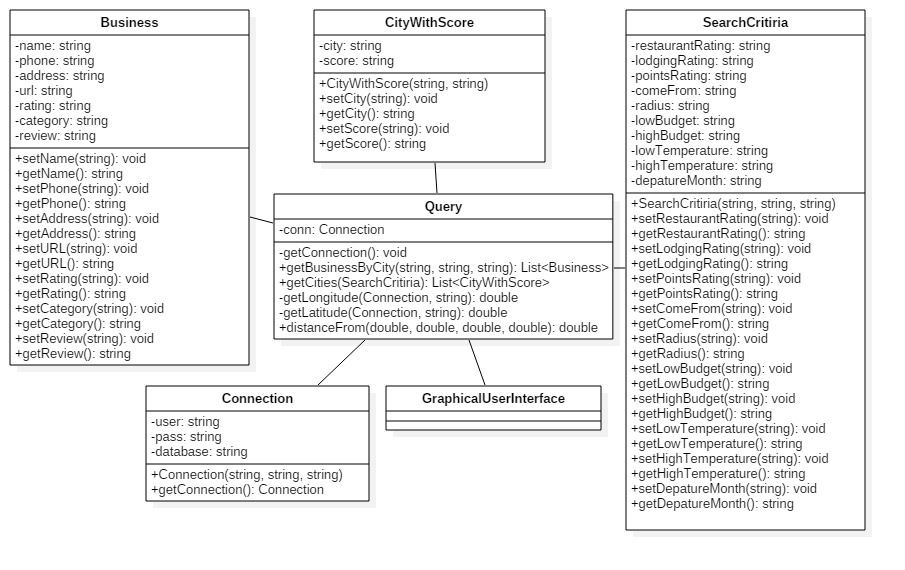 Business
-name: string
-phone: string
-address: string
-url: string
-rating: string
-category: string
-review: string
+setName(string): void
+getName(): string
+setPhone(string): void
+getPhone(): string
+setAddress(string): void
+getAddress(): string
+setURL(string): void
+getURL(): string
+setRating(string): void
+getRating(): string
+setCategory(string): void
+getCategory(): string
+setReview(string): void
+getReview(): string
CityWithScore
-city: string
-score: string
+CityWithScore(string, string)
+setCity(string): void
+getCity(): string
+setScore(string): void
+getScore(): string
SearchCritiria
-restaurantRating: string
-lodgingRating: string
-pointsRating: string
-comeFrom: string
-radius: string
-lowBudget: string
-highBudget: string
-lowTemperature: string
-highTemperature: string
-depatureMonth: string
+SearchCritiria(string, string, string)
+setRestaurantRating(string): void
+getRestaurantRating(): string
+setLodgingRating(string): void
+getLodgingRating(): string
+setPointsRating(string): void
+getPointsRating(): string
+setComeFrom(string): void
+getComeFrom(): string
+setRadius(string): void
+getRadius(): string
+setLowBudget(string): void
+getLowBudget(): string
+setHighBudget(string): void
+getHighBudget(): string
+setLowTemperature(string): void
+getLowTemperature(): string
+setHighTemperature(string): void
+getHighTemperature(): string
+setDepatureMonth(string): void
+getDepatureMonth(): string
Query
-conn: Connection
-getConnection(): void
+getBusinessByCity(string, string, string): List<Business>
+getCities(SearchCritiria): List<CityWithScore>
-getLongitude(Connection, string): double
-getLatitude(Connection, string): double
+distanceFrom(double, double, double, double): double
Connection
-user: string
-pass: string
-database: string
+Connection(string, string, string)
+getConnection(): Connection
GraphicalUserInterface